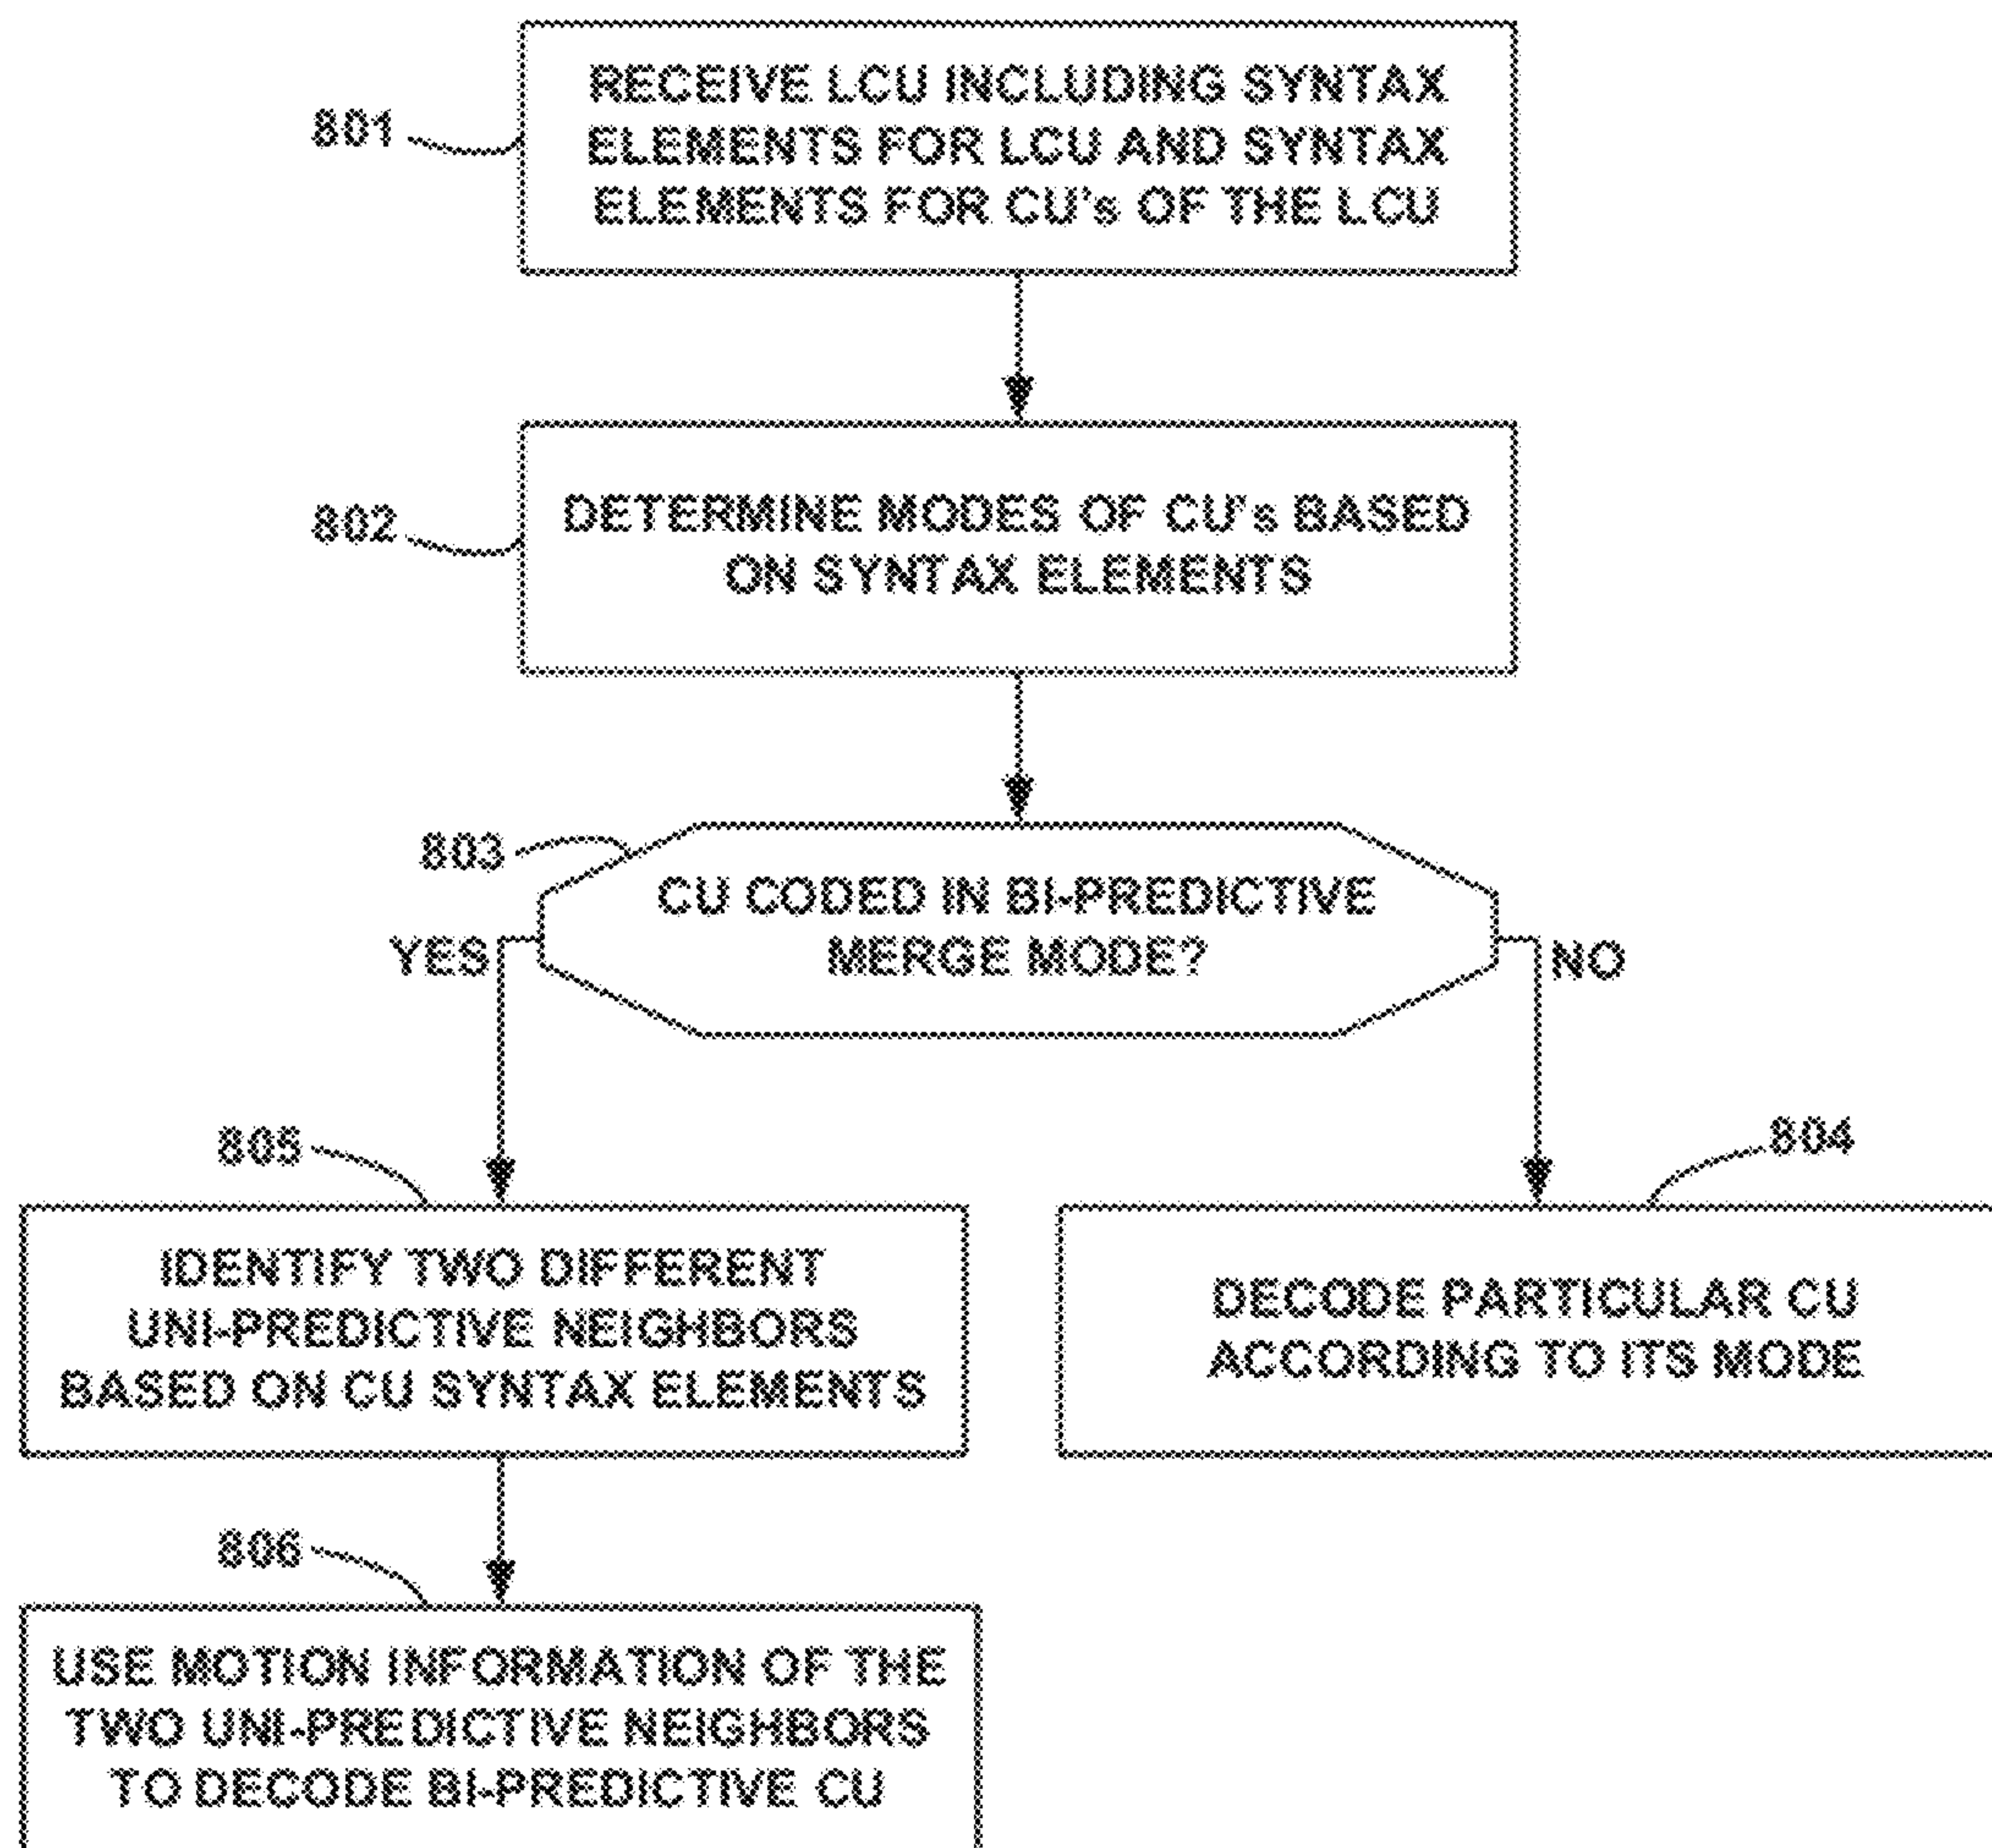 801
RECEIVE LCU INCLUDING SYNTAX
ELEMENTS FOR LCU AND SYNTAX
ELEMENTS FOR CU's OF THE LCU
802
DETERMINE MODES OF CU's BASED
ON SYNTAX ELEMENTS
803
CU CODED IN BI-PREDICTIVE
MERGE MODE?
YES
NO
805
IDENTIFY TWO DIFFERENT
UNI-PREDICTIVE NEIGHBORS
BASED ON CU SYNTAX ELEMENTS
804
DECODE PARTICULAR CU
ACCORDING TO ITS MODE
806
USE MOTION INFORMATION OF THE
TWO UNI-PREDICTIVE NEIGHBORS
TO DECODE BI-PREDICTIVE CU